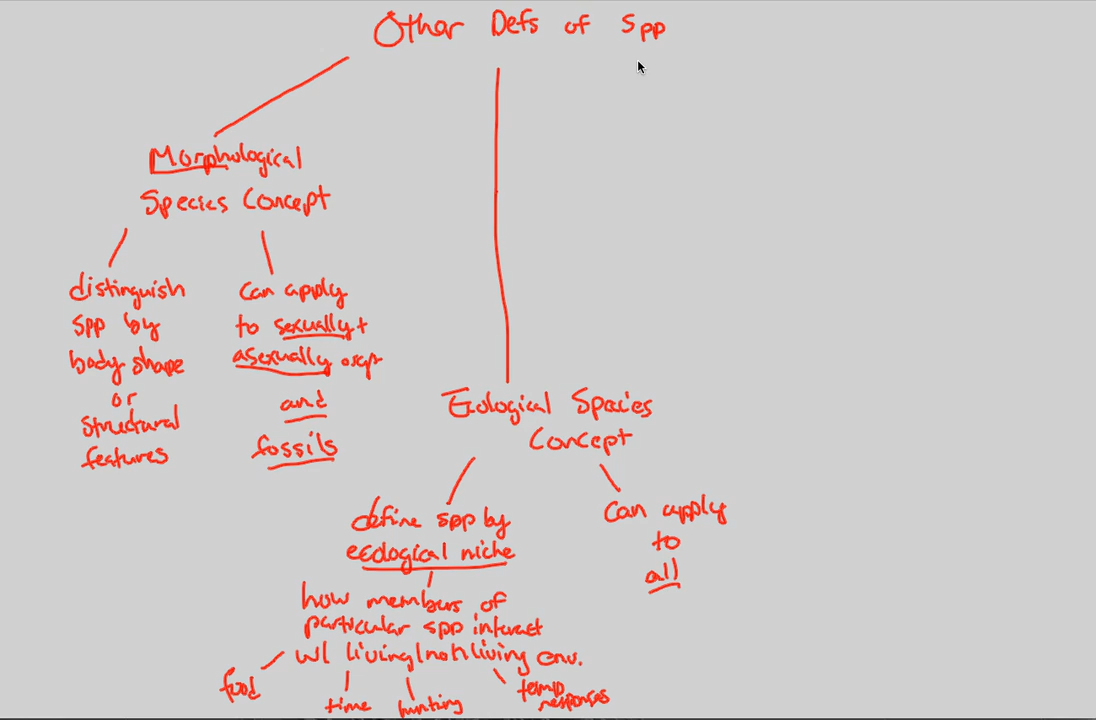 Other Defs of Spp
Morphological
Species Concept
distinguish
spp by
body shape
or
structural
features
Can apply
to sexually +
asexually
and
fossils
Ecological Species
Concept
define spp by
ecological niche
how members of
particular spp interact
w/ living/nonliving env.
food
time
hunting
temp
responses
Can apply
to
all